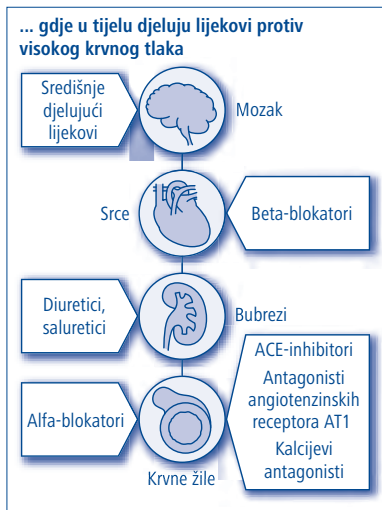 ... gdje u tijelu djeluju lijekovi protiv
visokog krvnog tlaka
Središnje
djelujući
lijekovi
Mozak
Srce
Beta-blokatori
Diuretici,
saluretici
Bubrezi
Alfa-blokatori
ACE-inhibitori
Antagonisti
angiotenzinskih
receptora AT1
Kalcijevi
antagonisti
Krvne žile